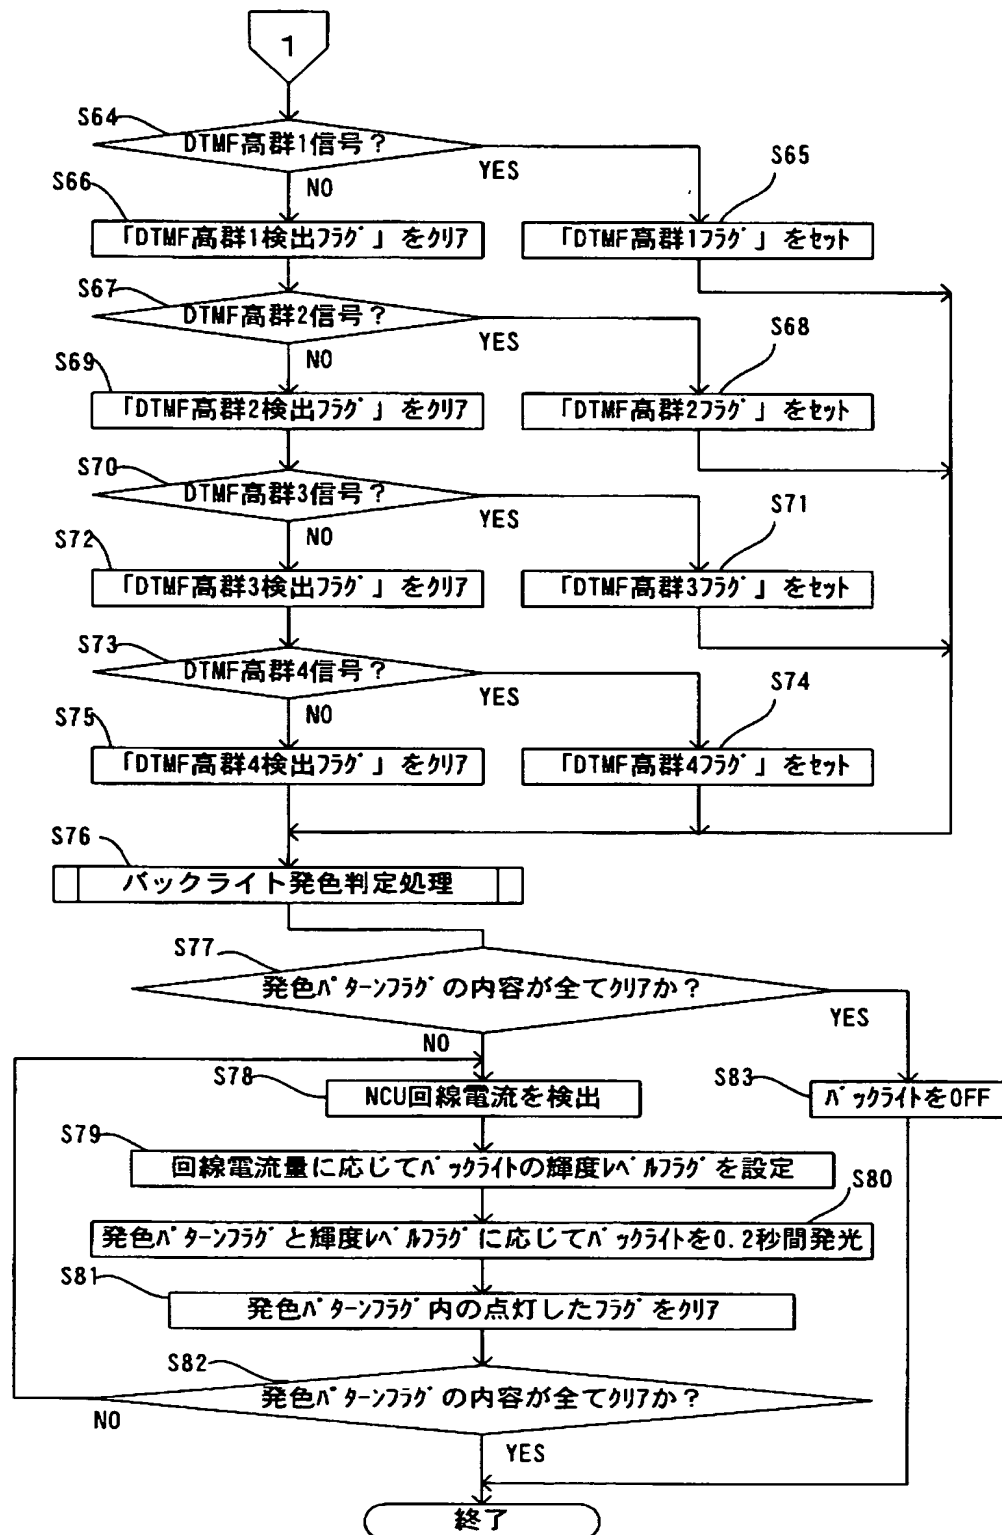 1
S64
DTMF高群1信号？
YES
NO
S65
S66
「DTMF高群1検出ﾌﾗｸﾞ」をｸﾘｱ
「DTMF高群1ﾌﾗｸﾞ」をｾｯﾄ
S67
DTMF高群2信号？
YES
NO
S68
S69
「DTMF高群2検出ﾌﾗｸﾞ」をｸﾘｱ
「DTMF高群2ﾌﾗｸﾞ」をｾｯﾄ
S70
DTMF高群3信号？
YES
NO
S71
S72
「DTMF高群3検出ﾌﾗｸﾞ」をｸﾘｱ
「DTMF高群3ﾌﾗｸﾞ」をｾｯﾄ
S73
DTMF高群4信号？
YES
NO
S74
S75
「DTMF高群4検出ﾌﾗｸﾞ」をｸﾘｱ
「DTMF高群4ﾌﾗｸﾞ」をｾｯﾄ
S76
バックライト発色判定処理
S77
発色ﾊﾟﾀｰﾝﾌﾗｸﾞの内容が全てｸﾘｱか？
YES
NO
S78
NCU回線電流を検出
S83
ﾊﾞｯｸﾗｲﾄをOFF
S79
回線電流量に応じてﾊﾞｯｸﾗｲﾄの輝度ﾚﾍﾞﾙﾌﾗｸﾞを設定
S80
発色ﾊﾟﾀｰﾝﾌﾗｸﾞと輝度ﾚﾍﾞﾙﾌﾗｸﾞに応じてﾊﾞｯｸﾗｲﾄを0.2秒間発光
S81
発色ﾊﾟﾀｰﾝﾌﾗｸﾞ内の点灯したﾌﾗｸﾞをｸﾘｱ
S82
発色ﾊﾟﾀｰﾝﾌﾗｸﾞの内容が全てｸﾘｱか？
NO
YES
終了